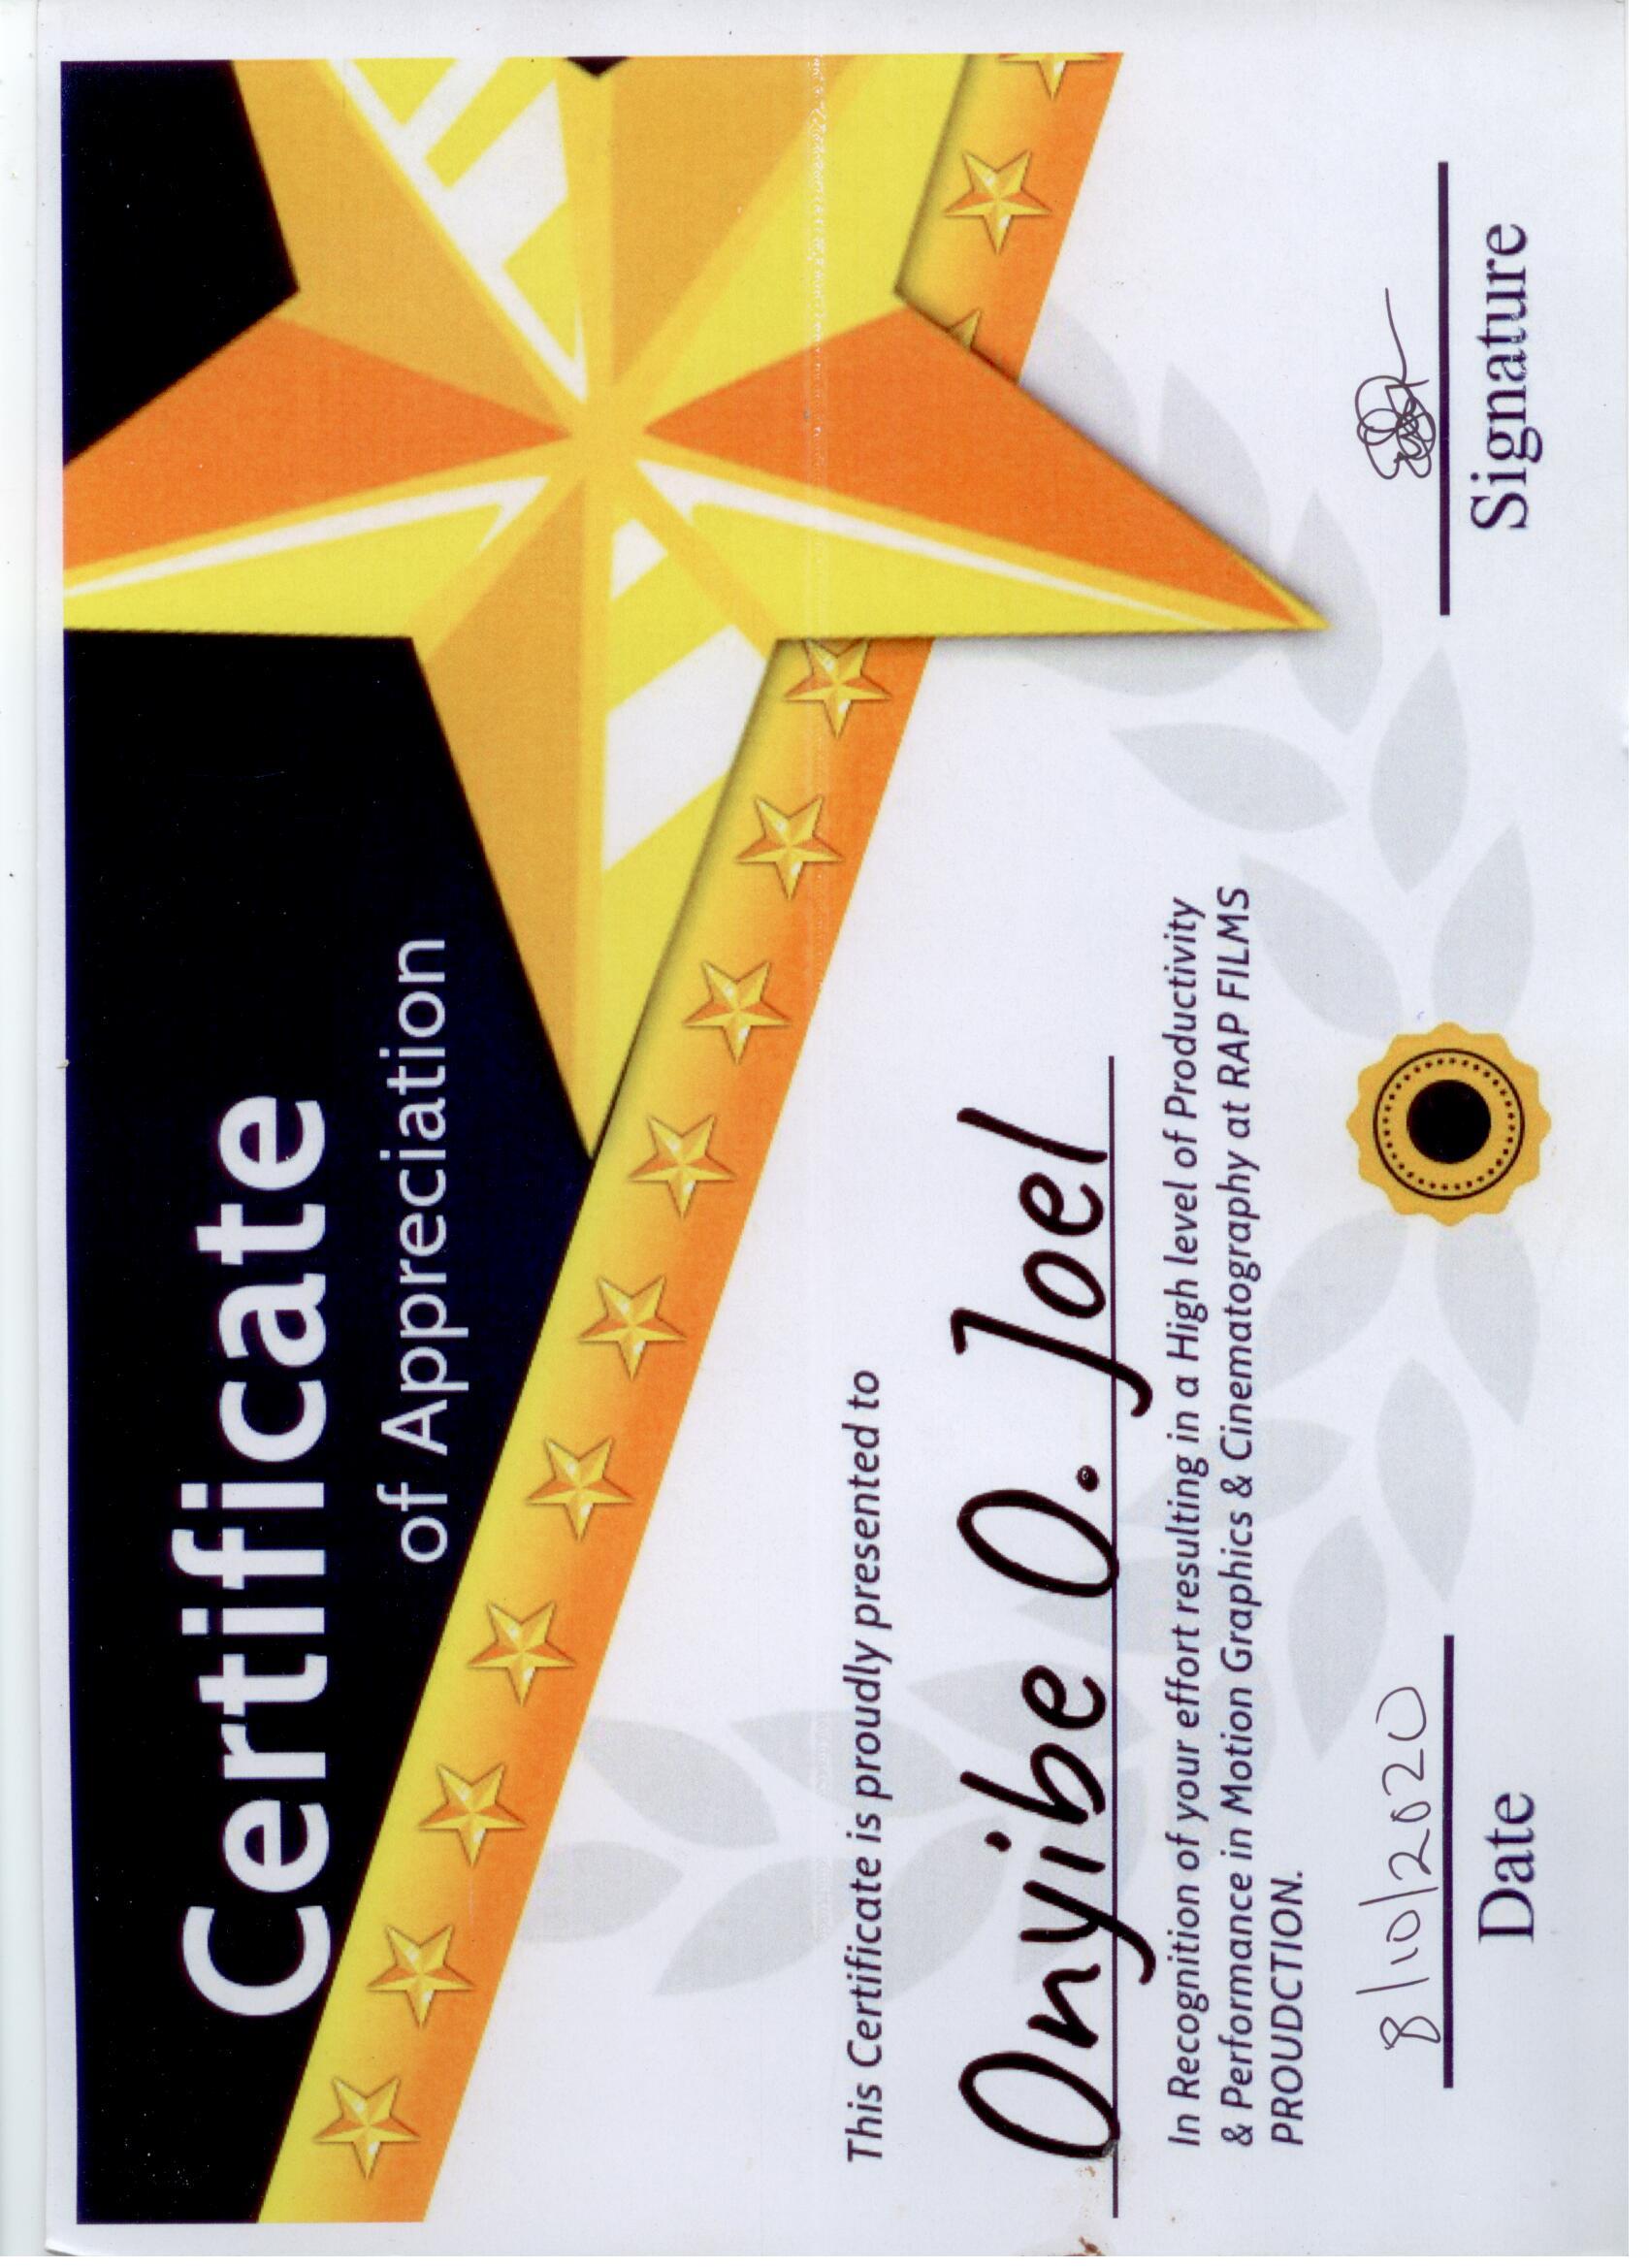 Certificate
of Appreciation
This Certificate is proudly presented to
Onyibe O. Joel
In Recognition of your effort resulting in a High level of Productivity
& Performance in Motion Graphics & Cinematography at RAP FILMS
PROUDCTION.
8/10/2020
Date
Signature